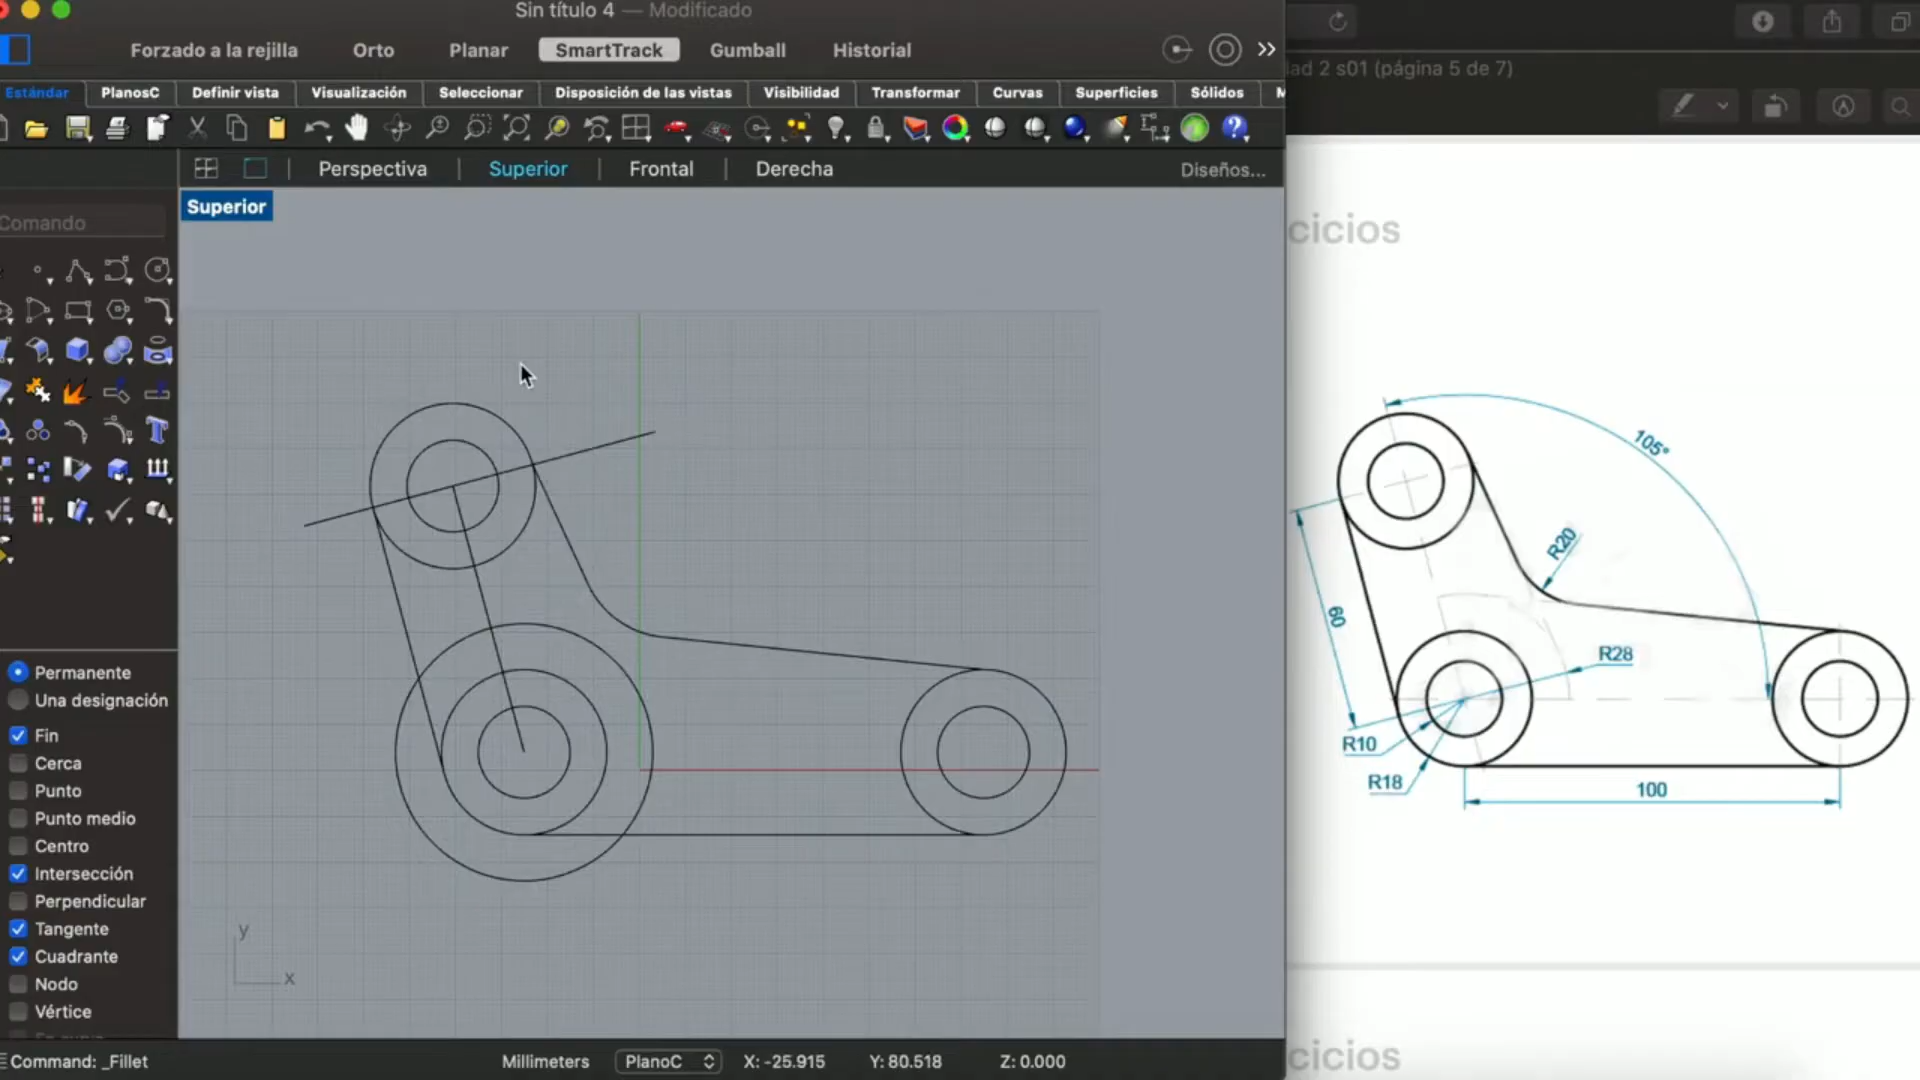 Sin título 4 — Modificado
Forzado a la rejilla Orto Planar SmartTrack Gumball Historial
Estándar PlanosC Definir vista Visualización Seleccionar Disposición de las vistas Visibilidad Transformar Curvas Superficies Sólidos M
Perspectiva Superior Frontal Derecha Diseños...
Superior
Comando
Permanente
Una designación
Fin
Cerca
Punto
Punto medio
Centro
Intersección
Perpendicular
Tangente
Cuadrante
Nodo
Vértice
y
x
Command: _Fillet
Millimeters PlanoC X: -25.915 Y: 80.518 Z: 0.000
ad 2 s01 (página 5 de 7)
cicios
105°
R20
60
R28
R10
R18
100
cicios